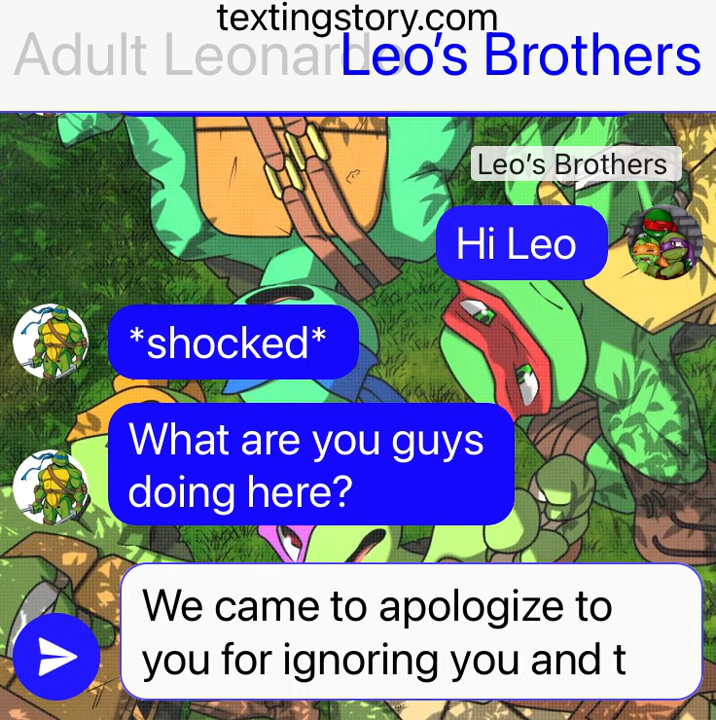 textingstory.com
Adult Leonardo
Leo's Brothers
Leo's Brothers
Hi Leo
*shocked*
What are you guys
doing here?
We came to apologize to
you for ignoring you and t